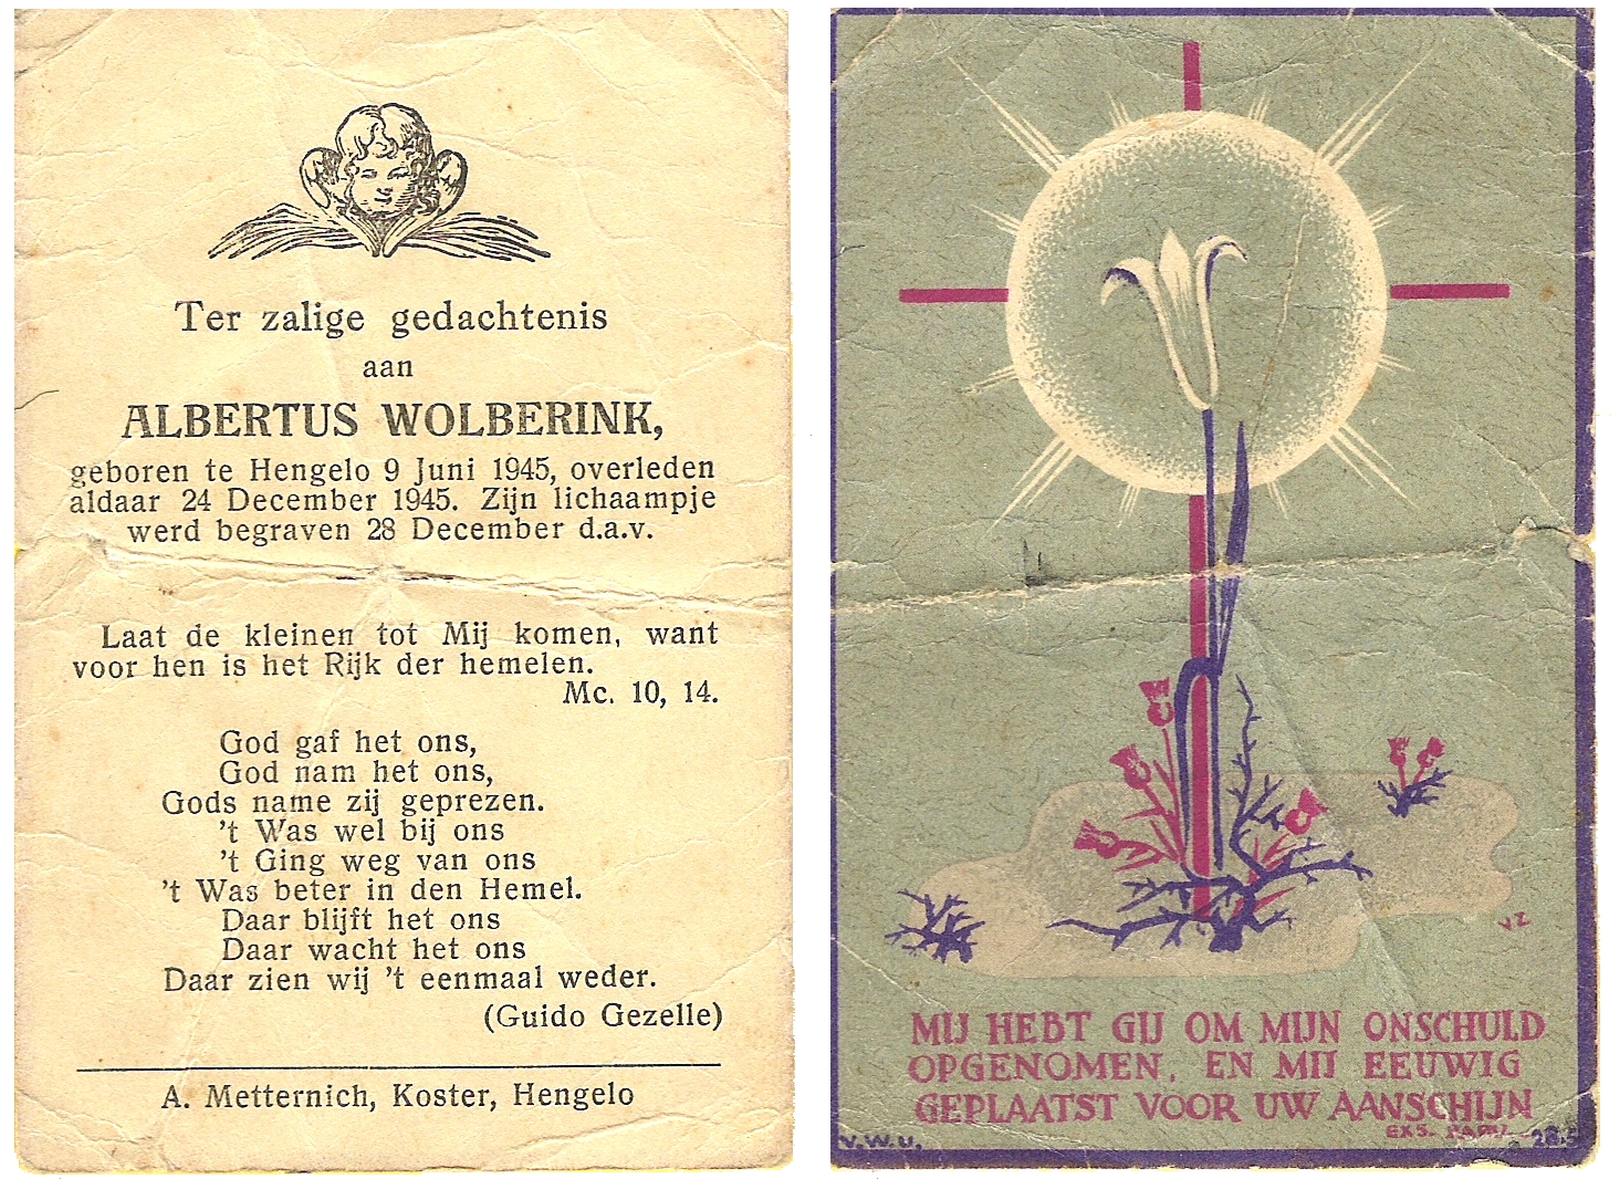 Ter zalige gedachtenis
aan
ALBERTUS WOLBERINK,
geboren te Hengelo 9 Juni 1945, overleden
aldaar 24 December 1945. Zijn lichaampje
werd begraven 28 December d.a.v.
Laat de kleinen tot Mij komen, want
voor hen is het Rijk der hemelen.
Mc. 10, 14.
God gaf het ons,
God nam het ons,
Gods name zij geprezen.
't Was wel bij ons
't Ging weg van ons
't Was beter in den Hemel.
Daar blijft het ons
Daar wacht het ons
Daar zien wij 't eenmaal weder.
(Guido Gezelle)
A. Metternich, Koster, Hengelo
VZ
MIJ HEBT GIJ OM MIJN ONSCHULD
OPGENOMEN, EN MIJ EEUWIG
GEPLAATST VOOR UW AANSCHIJN
V.W.U.